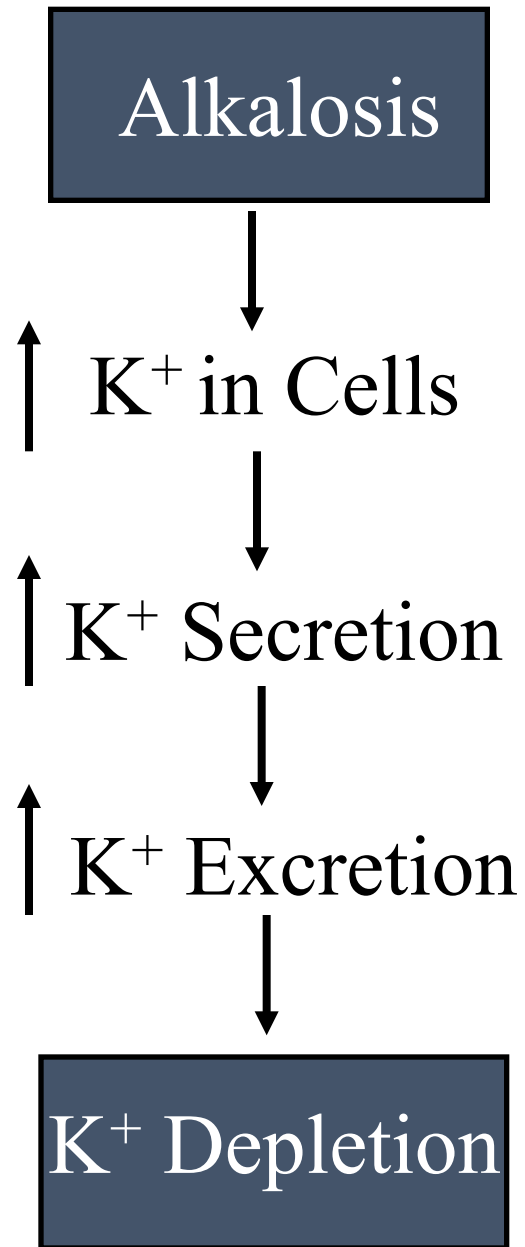 Alkalosis
K⁺ in Cells
K⁺ Secretion
K⁺ Excretion
K⁺ Depletion